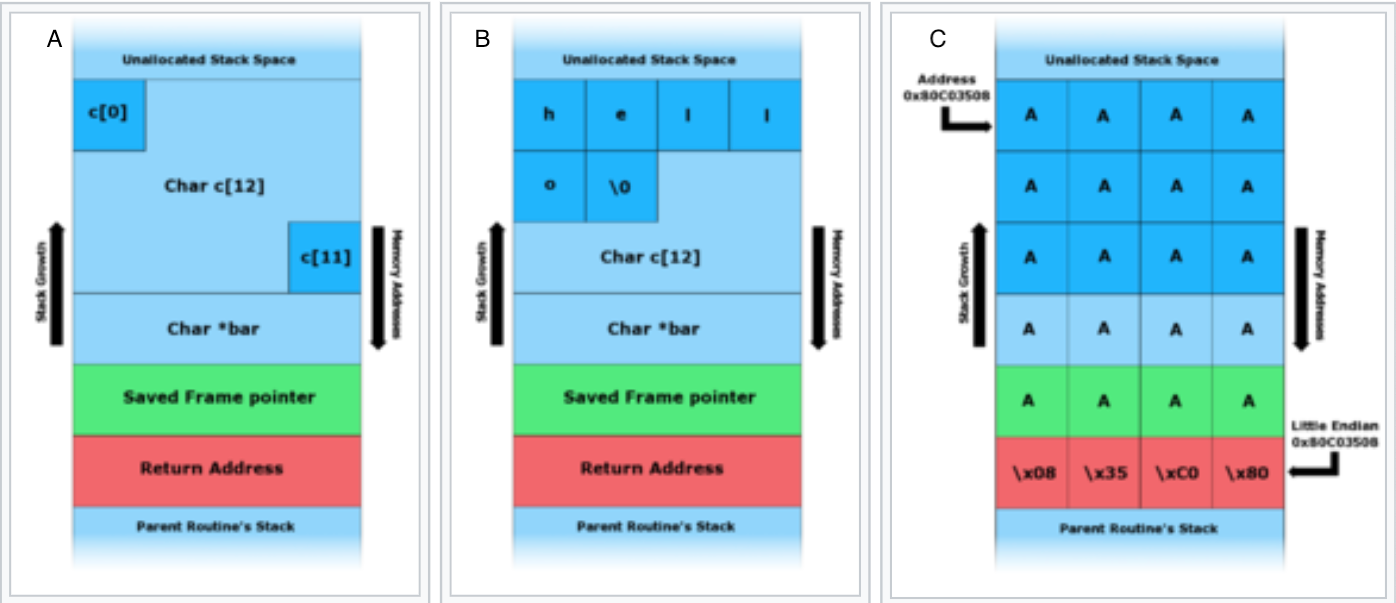 A
Unallocated Stack Space
c[0]
Char c[12]
c[11]
Stack Growth
Memory Addresses
Char *bar
Saved Frame pointer
Return Address
Parent Routine's Stack
B
Unallocated Stack Space
h e l l
o \0
Char c[12]
Stack Growth
Memory Addresses
Char *bar
Saved Frame pointer
Return Address
Parent Routine's Stack
C
Unallocated Stack Space
Address
0x80C03508
A A A A
A A A A
A A A A
Stack Growth
Memory Addresses
A A A A
A A A A
Little Endian
0x80C03508
\x08 \x35 \xC0 \x80
Parent Routine's Stack